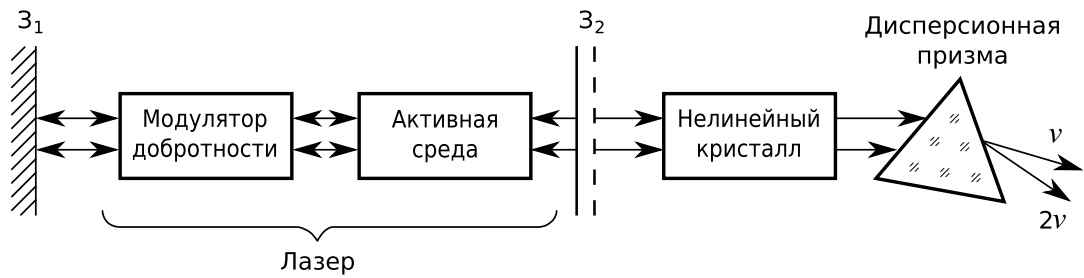 З₁
З₂
Дисперсионная
призма
Модулятор
добротности
Активная
среда
Нелинейный
кристалл
ν
2ν
Лазер